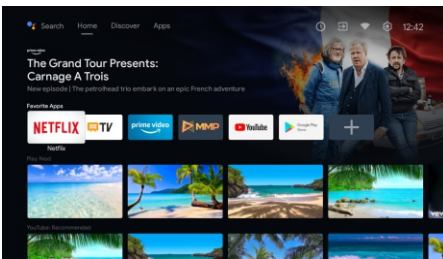 Search Home Discover Apps 12:42
prime video
The Grand Tour Presents:
Carnage A Trois
New episode | The petrolhead trio embark on an epic French adventure
Favorite Apps
NETFLIX TV prime video MMP YouTube Google Play Store
Netflix
Play Next
YouTube: Recommended